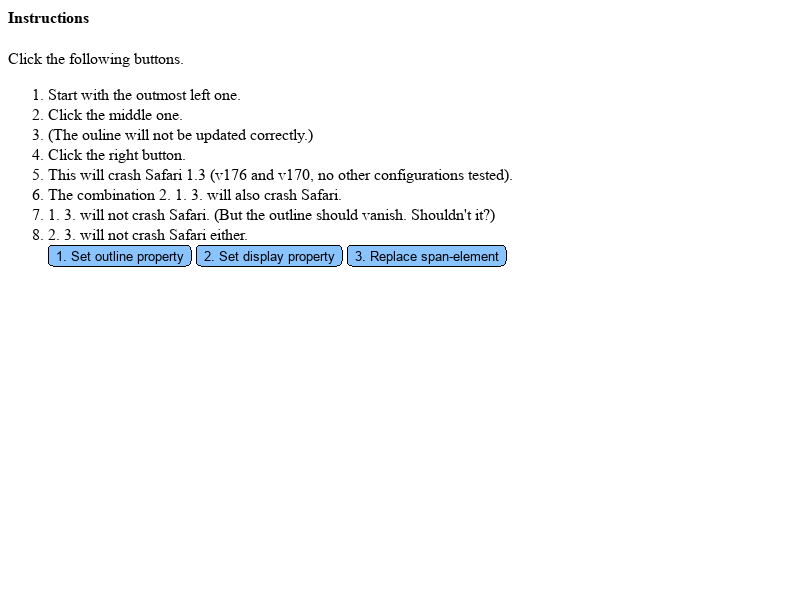 Instructions
Click the following buttons.
1. Start with the outmost left one.
2. Click the middle one.
3. (The ouline will not be updated correctly.)
4. Click the right button.
5. This will crash Safari 1.3 (v176 and v170, no other configurations tested).
6. The combination 2. 1. 3. will also crash Safari.
7. 1. 3. will not crash Safari. (But the outline should vanish. Shouldn't it?)
8. 2. 3. will not crash Safari either.
1. Set outline property 2. Set display property 3. Replace span-element